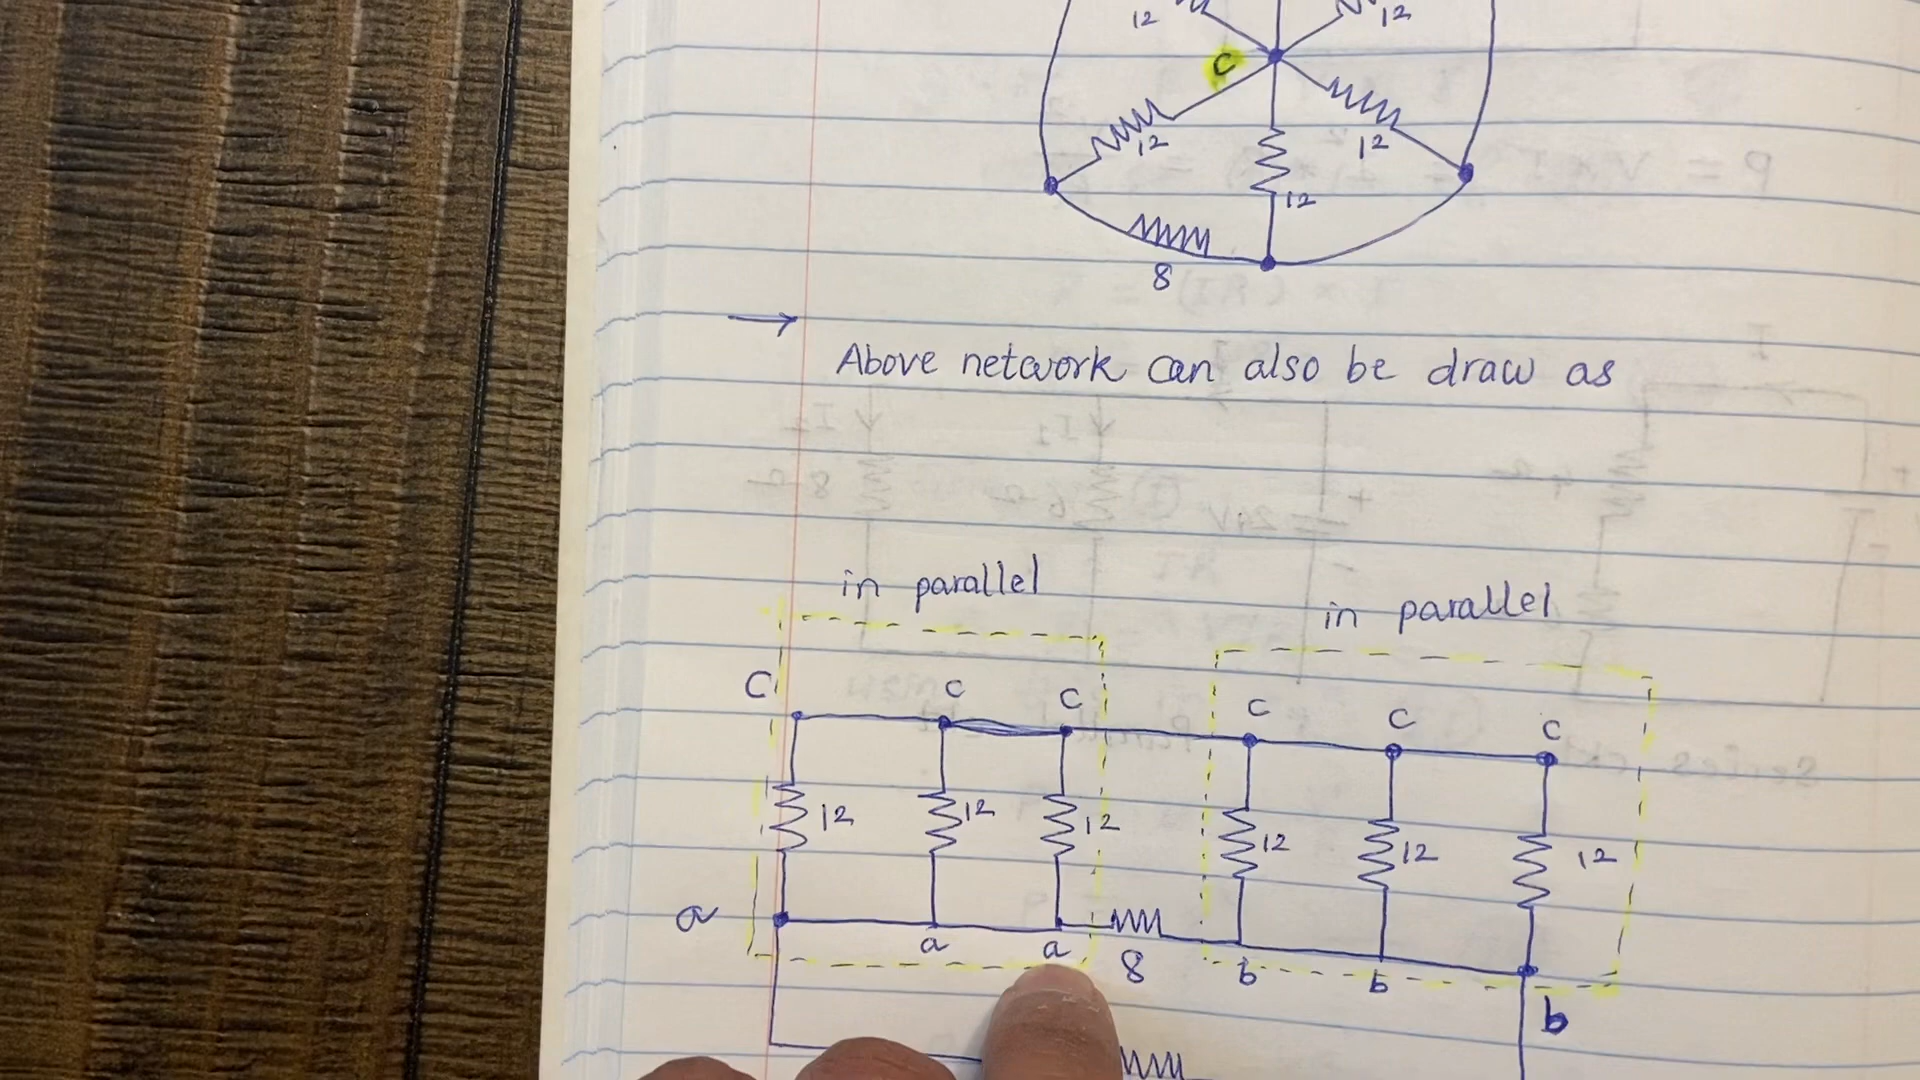 12 12
C
12 12
12
8
Above network can also be draw as
in parallel in parallel
C C C C C C
12 12 12 12 12 12
a a a 8 b b b